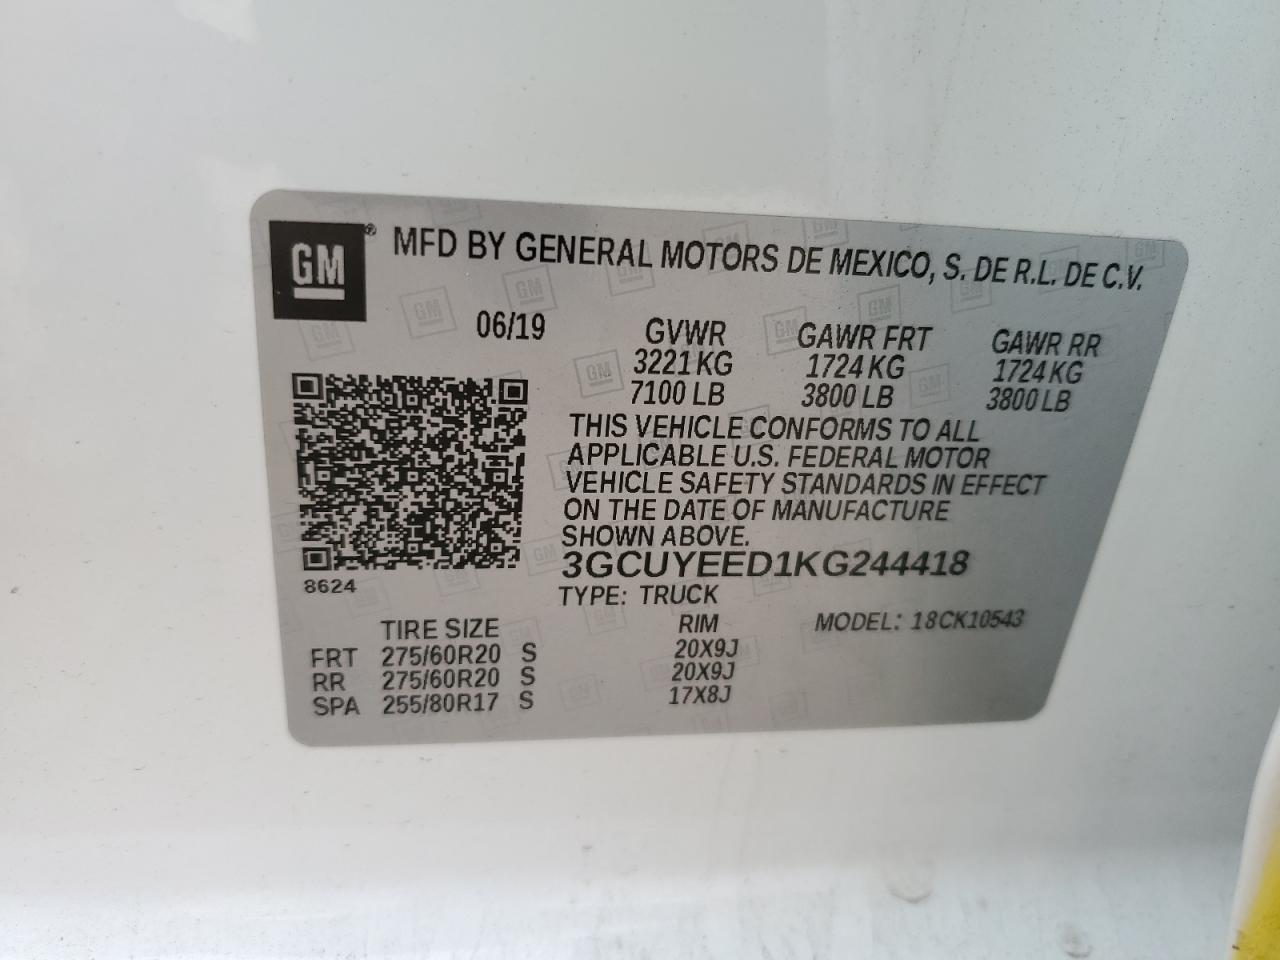 GM® MFD BY GENERAL MOTORS DE MEXICO, S. DE R.L. DE C.V.
06/19 GVWR GAWR FRT GAWR RR
3221 KG 1724 KG 1724 KG
7100 LB 3800 LB 3800 LB
THIS VEHICLE CONFORMS TO ALL
APPLICABLE U.S. FEDERAL MOTOR
VEHICLE SAFETY STANDARDS IN EFFECT
ON THE DATE OF MANUFACTURE
SHOWN ABOVE.
3GCUYEED1KG244418
8624
TYPE: TRUCK
TIRE SIZE RIM MODEL: 18CK10543
FRT 275/60R20 S 20X9J
RR 275/60R20 S 20X9J
SPA 255/80R17 S 17X8J